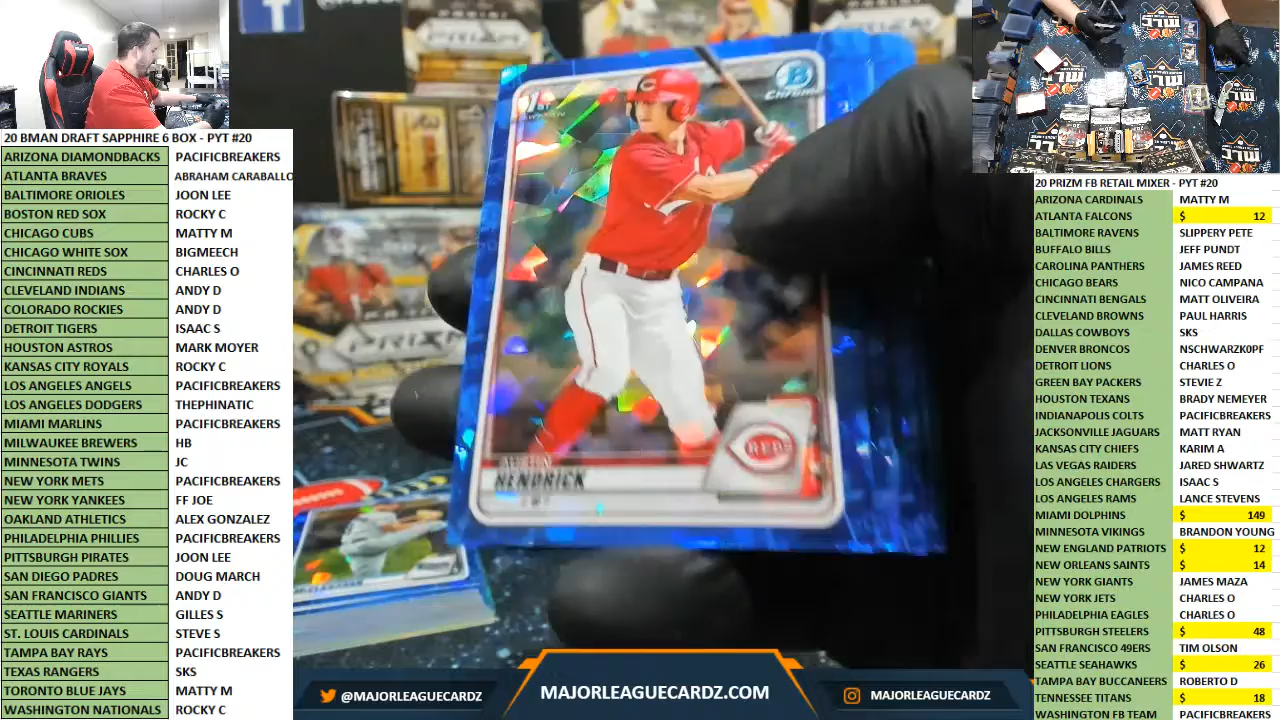 20 BMAN DRAFT SAPPHIRE 6 BOX - PYT #20
ARIZONA DIAMONDBACKS PACIFICBREAKERS
ATLANTA BRAVES ABRAHAM CARABALLO
BALTIMORE ORIOLES JOON LEE
BOSTON RED SOX ROCKY C
CHICAGO CUBS MATTY M
CHICAGO WHITE SOX BIGMEECH
CINCINNATI REDS CHARLES O
CLEVELAND INDIANS ANDY D
COLORADO ROCKIES ANDY D
DETROIT TIGERS ISAAC S
HOUSTON ASTROS MARK MOYER
KANSAS CITY ROYALS ROCKY C
LOS ANGELES ANGELS PACIFICBREAKERS
LOS ANGELES DODGERS THEPHINATIC
MIAMI MARLINS PACIFICBREAKERS
MILWAUKEE BREWERS HB
MINNESOTA TWINS JC
NEW YORK METS PACIFICBREAKERS
NEW YORK YANKEES FF JOE
OAKLAND ATHLETICS ALEX GONZALEZ
PHILADELPHIA PHILLIES PACIFICBREAKERS
PITTSBURGH PIRATES JOON LEE
SAN DIEGO PADRES DOUG MARCH
SAN FRANCISCO GIANTS ANDY D
SEATTLE MARINERS GILLES S
ST. LOUIS CARDINALS STEVE S
TAMPA BAY RAYS PACIFICBREAKERS
TEXAS RANGERS SKS
TORONTO BLUE JAYS MATTY M
WASHINGTON NATIONALS ROCKY C
1ST
B
Chrome
HENDRICK
REDS
PRIZM
@MAJORLEAGUECARDZ
MAJORLEAGUECARDZ.COM
MAJORLEAGUECARDZ
20 PRIZM FB RETAIL MIXER - PYT #20
ARIZONA CARDINALS MATTY M
ATLANTA FALCONS $ 12
BALTIMORE RAVENS SLIPPERY PETE
BUFFALO BILLS JEFF PUNDT
CAROLINA PANTHERS JAMES REED
CHICAGO BEARS NICO CAMPANA
CINCINNATI BENGALS MATT OLIVEIRA
CLEVELAND BROWNS PAUL HARRIS
DALLAS COWBOYS SKS
DENVER BRONCOS NSCHWARZK0PF
DETROIT LIONS CHARLES O
GREEN BAY PACKERS STEVIE Z
HOUSTON TEXANS BRADY NEMEYER
INDIANAPOLIS COLTS PACIFICBREAKERS
JACKSONVILLE JAGUARS MATT RYAN
KANSAS CITY CHIEFS KARIM A
LAS VEGAS RAIDERS JARED SHWARTZ
LOS ANGELES CHARGERS ISAAC S
LOS ANGELES RAMS LANCE STEVENS
MIAMI DOLPHINS $ 149
MINNESOTA VIKINGS BRANDON YOUNG
NEW ENGLAND PATRIOTS $ 12
NEW ORLEANS SAINTS $ 14
NEW YORK GIANTS JAMES MAZA
NEW YORK JETS CHARLES O
PHILADELPHIA EAGLES CHARLES O
PITTSBURGH STEELERS $ 48
SAN FRANCISCO 49ERS TIM OLSON
SEATTLE SEAHAWKS $ 26
TAMPA BAY BUCCANEERS ROBERTO D
TENNESSEE TITANS $ 18
WASHINGTON FB TEAM PACIFICBREAKERS